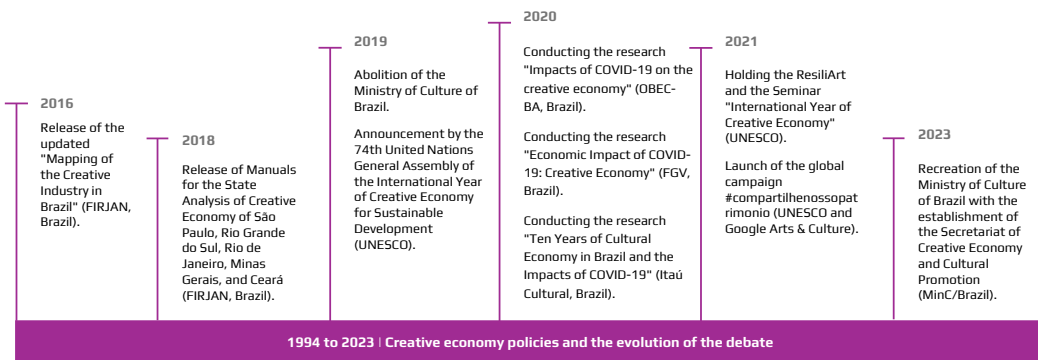 2016
Release of the
updated
"Mapping of
the Creative
Industry in
Brazil" (FIRJAN,
Brazil).
2018
Release of Manuals
for the State
Analysis of Creative
Economy of São
Paulo, Rio Grande
do Sul, Rio de
Janeiro, Minas
Gerais, and Ceará
(FIRJAN, Brazil).
2019
Abolition of the
Ministry of Culture of
Brazil.
Announcement by the
74th United Nations
General Assembly of
the International Year
of Creative Economy
for Sustainable
Development
(UNESCO).
2020
Conducting the research
"Impacts of COVID-19 on the
creative economy" (OBEC-
BA, Brazil).
Conducting the research
"Economic Impact of COVID-
19: Creative Economy" (FGV,
Brazil).
Conducting the research
"Ten Years of Cultural
Economy in Brazil and the
Impacts of COVID-19" (Itaú
Cultural, Brazil).
2021
Holding the ResiliArt
and the Seminar
"International Year of
Creative Economy"
(UNESCO).
Launch of the global
campaign
#compartilhenossopat
rimonio (UNESCO and
Google Arts & Culture).
2023
Recreation of the
Ministry of Culture
of Brazil with the
establishment of
the Secretariat of
Creative Economy
and Cultural
Promotion
(MinC/Brazil).
1994 to 2023 | Creative economy policies and the evolution of the debate